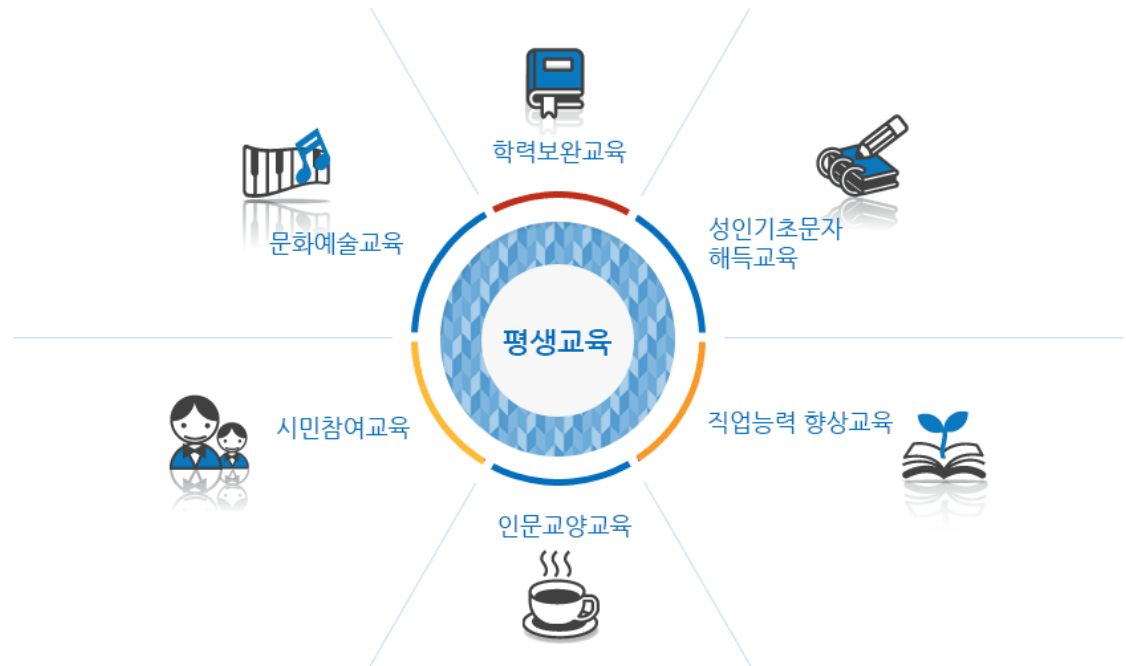 학력보완교육
성인기초문자
해득교육
직업능력 향상교육
인문교양교육
시민참여교육
문화예술교육
평생교육